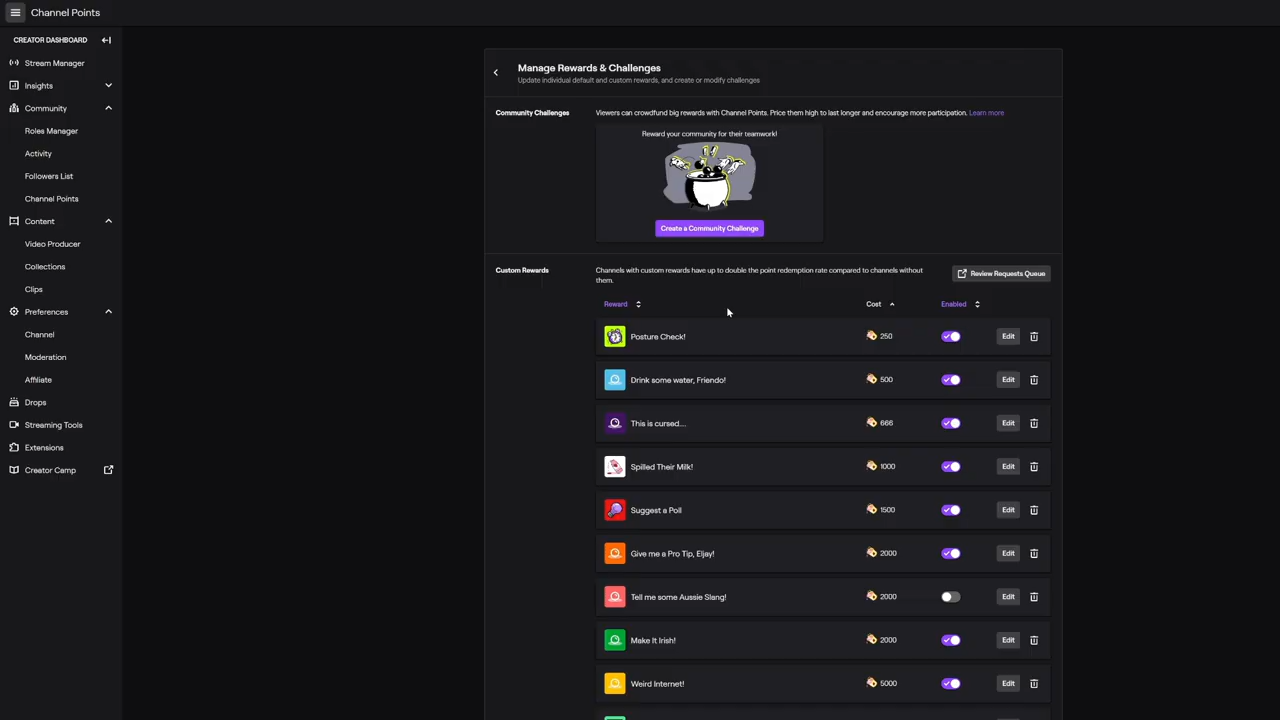 Channel Points
CREATOR DASHBOARD
Stream Manager
Insights
Community
Roles Manager
Activity
Followers List
Channel Points
Content
Video Producer
Collections
Clips
Preferences
Channel
Moderation
Affiliate
Drops
Streaming Tools
Extensions
Creator Camp
Manage Rewards & Challenges
Update individual default and custom rewards, and create or modify challenges
Community Challenges
Viewers can crowdfund big rewards with Channel Points. Price them high to last longer and encourage more participation. Learn more
Reward your community for their teamwork!
Create a Community Challenge
Custom Rewards
Channels with custom rewards have up to double the point redemption rate compared to channels without
them.
Review Requests Queue
Reward Cost Enabled
Posture Check! 250 Edit
Drink some water, Friendo! 500 Edit
This is cursed.... 666 Edit
Spilled Their Milk! 1000 Edit
Suggest a Poll 1500 Edit
Give me a Pro Tip, Eljay! 2000 Edit
Tell me some Aussie Slang! 2000 Edit
Make It Irish! 2000 Edit
Weird Internet! 5000 Edit